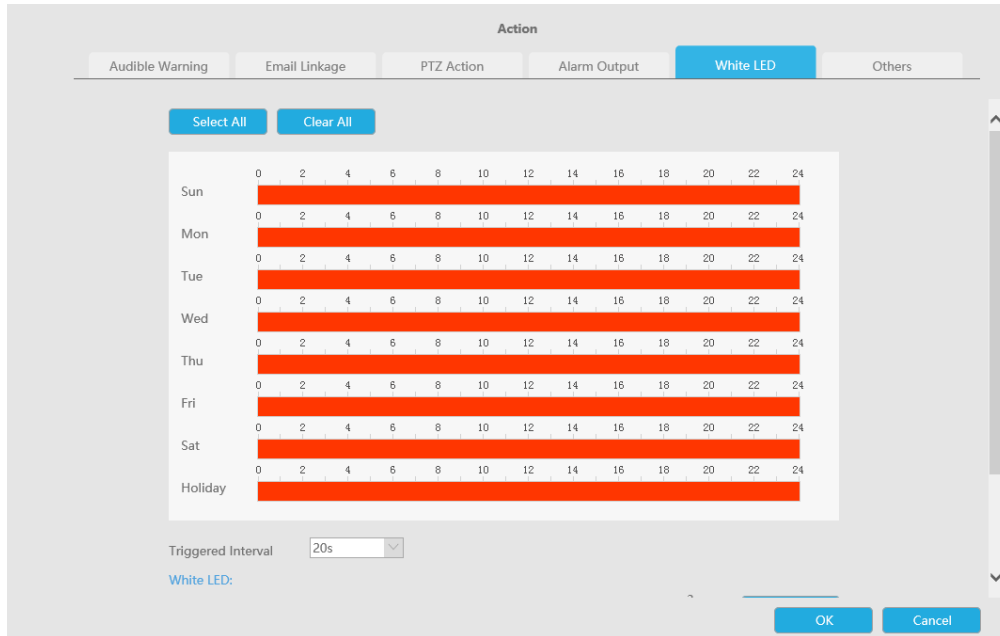 Action
Audible Warning Email Linkage PTZ Action Alarm Output White LED Others
Select All Clear All
0 2 4 6 8 10 12 14 16 18 20 22 24
Sun
0 2 4 6 8 10 12 14 16 18 20 22 24
Mon
0 2 4 6 8 10 12 14 16 18 20 22 24
Tue
0 2 4 6 8 10 12 14 16 18 20 22 24
Wed
0 2 4 6 8 10 12 14 16 18 20 22 24
Thu
0 2 4 6 8 10 12 14 16 18 20 22 24
Fri
0 2 4 6 8 10 12 14 16 18 20 22 24
Sat
0 2 4 6 8 10 12 14 16 18 20 22 24
Holiday
Triggered Interval 20s
White LED:
OK Cancel